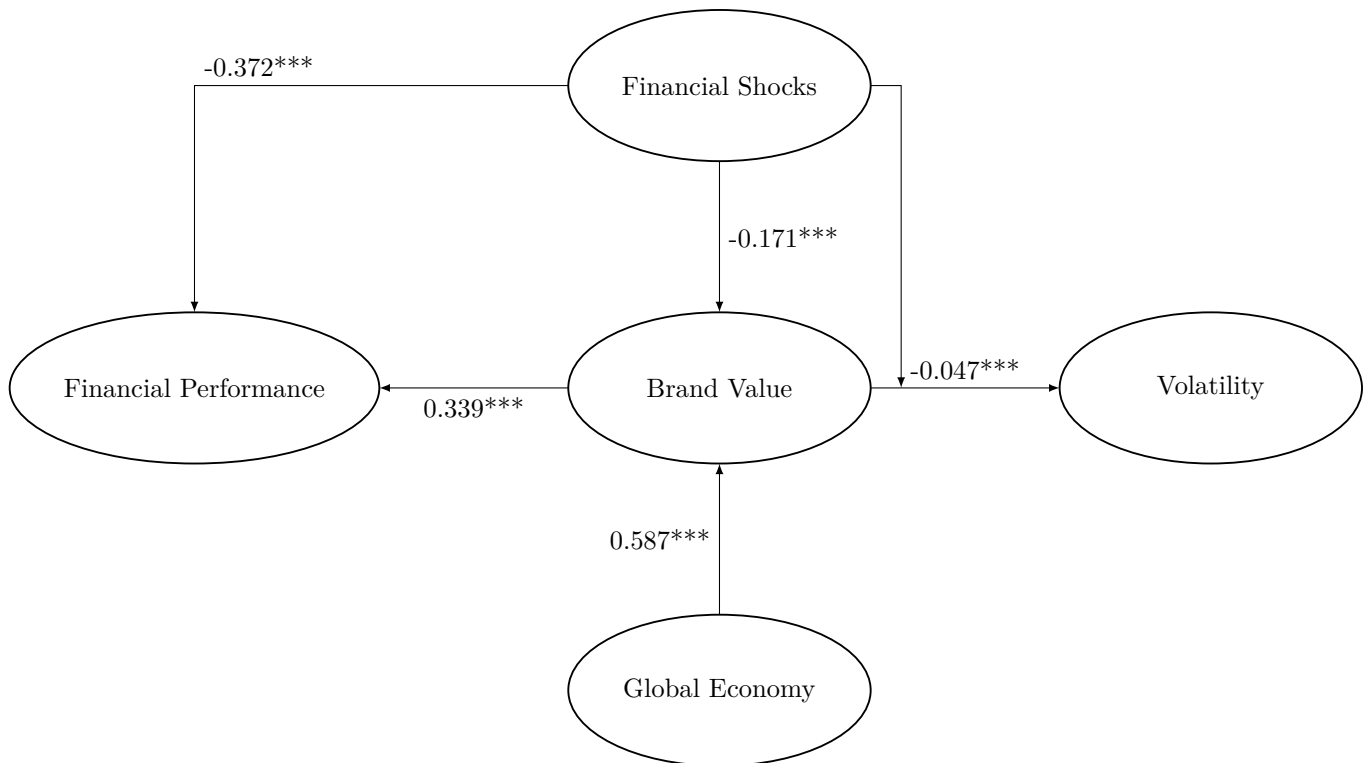 -0.372***
Financial Shocks
-0.171***
Financial Performance
0.339***
Brand Value
-0.047***
Volatility
0.587***
Global Economy